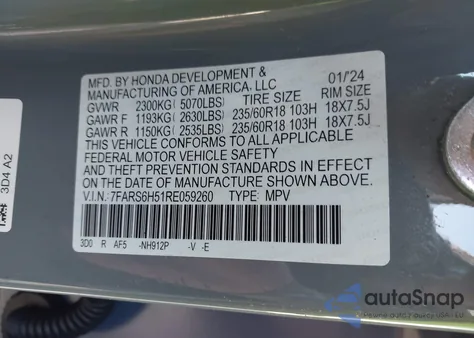 MFD. BY HONDA DEVELOPMENT & 01/'24
MANUFACTURING OF AMERICA, LLC
GVWR 2300KG( 5070LBS) TIRE SIZE RIM SIZE
GAWR F 1193KG( 2630LBS) 235/60R18 103H 18X7.5J
GAWR R 1150KG( 2535LBS) 235/60R18 103H 18X7.5J
THIS VEHICLE CONFORMS TO ALL APPLICABLE
FEDERAL MOTOR VEHICLE SAFETY
AND THEFT PREVENTION STANDARDS IN EFFECT
ON THE DATE OF MANUFACTURE SHOWN ABOVE.
V.I.N.: 7FARS6H51RE059260 TYPE: MPV
3D0 R AF5 -NH912P -V -E
3D4 A2
autoSnap